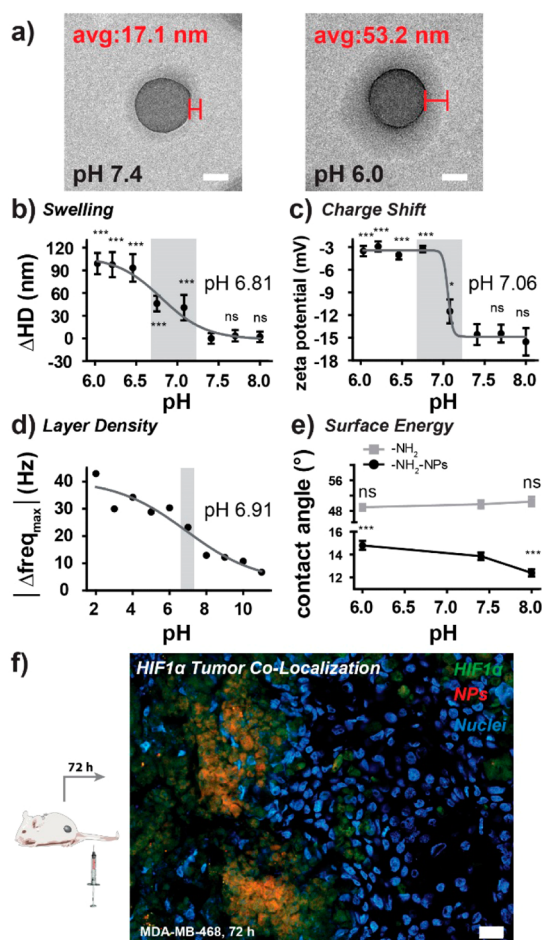 a)
avg:17.1 nm
pH 7.4
avg:53.2 nm
pH 6.0
b) Swelling
ΔHD (nm)
120
90
60
30
0
-30
*** *** ***
***
***
ns
ns
pH 6.81
6.0 6.5 7.0 7.5 8.0
pH
c) Charge Shift
zeta potential (mV)
-3
-6
-9
-12
-15
-18
*** *** *** ***
*
ns
ns
pH 7.06
6.0 6.5 7.0 7.5 8.0
pH
d) Layer Density
|Δfreqmax| (Hz)
50
40
30
20
10
0
pH 6.91
2 4 6 8 10
pH
e) Surface Energy
-NH2
-NH2-NPs
contact angle (°)
56
48
16
14
12
ns
ns
***
***
6.0 6.5 7.0 7.5 8.0
pH
f)
72 h
HIF1α Tumor Co-Localization
HIF1α
NPs
Nuclei
MDA-MB-468, 72 h